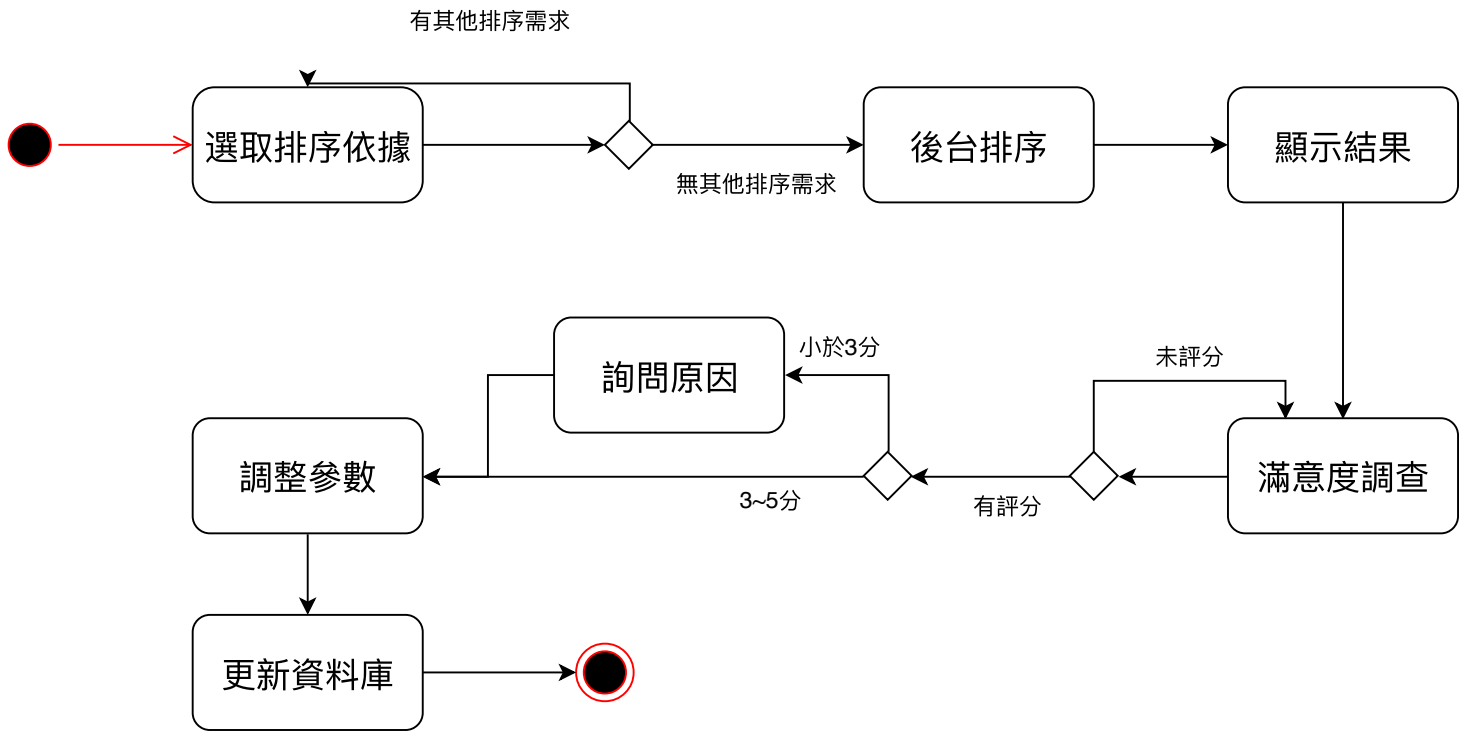 有其他排序需求
選取排序依據
後台排序
顯示結果
無其他排序需求
詢問原因
小於3分
未評分
調整參數
滿意度調查
3~5分
有評分
更新資料庫